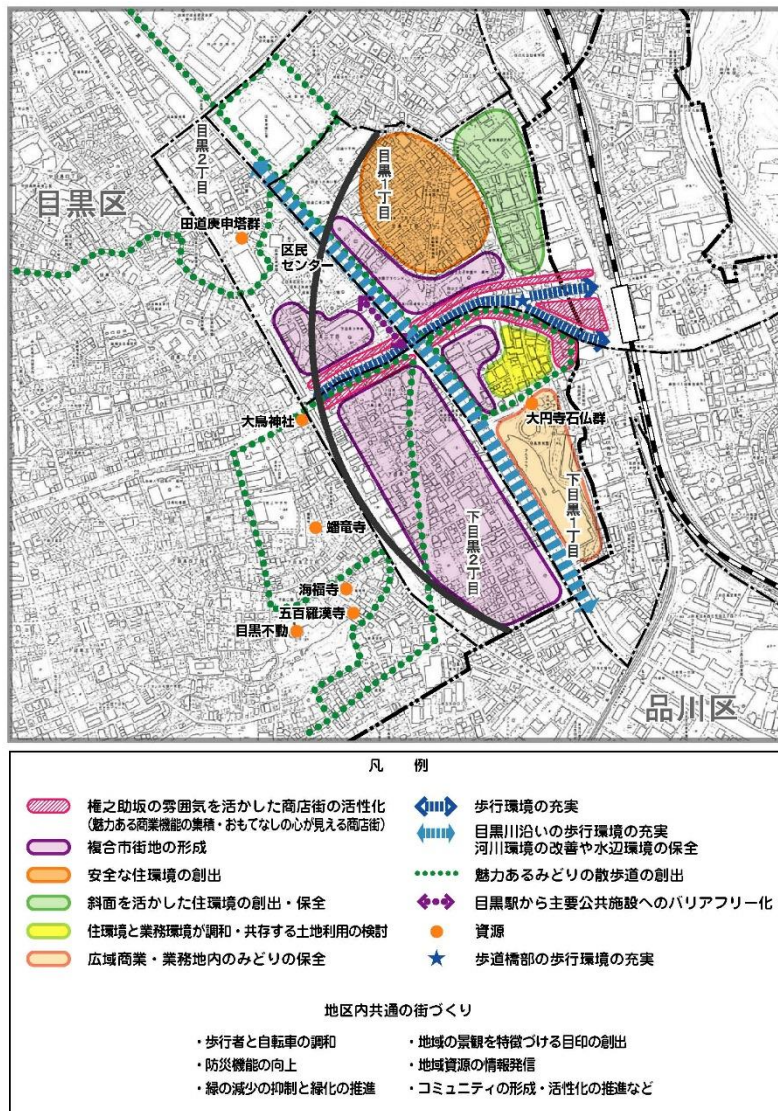 目黒区
目黒2丁目
目黒1丁目
田道庚申塔群
区民
センター
大鳥神社
大円寺石仏群
下目黒1丁目
蟠竜寺
下目黒2丁目
海福寺
五百羅漢寺
目黒不動
品川区
凡 例
権之助坂の雰囲気を活かした商店街の活性化
(魅力ある商業機能の集積・おもてなしの心が見える商店街)
複合市街地の形成
安全な住環境の創出
斜面を活かした住環境の創出・保全
住環境と業務環境が調和・共存する土地利用の検討
広域商業・業務地内のみどりの保全
歩行環境の充実
目黒川沿いの歩行環境の充実
河川環境の改善や水辺環境の保全
魅力あるみどりの散歩道の創出
目黒駅から主要公共施設へのバリアフリー化
資源
歩道橋部の歩行環境の充実
地区内共通の街づくり
・歩行者と自転車の調和
・防災機能の向上
・緑の減少の抑制と緑化の推進
・地域の景観を特徴づける目印の創出
・地域資源の情報発信
・コミュニティの形成・活性化の推進など